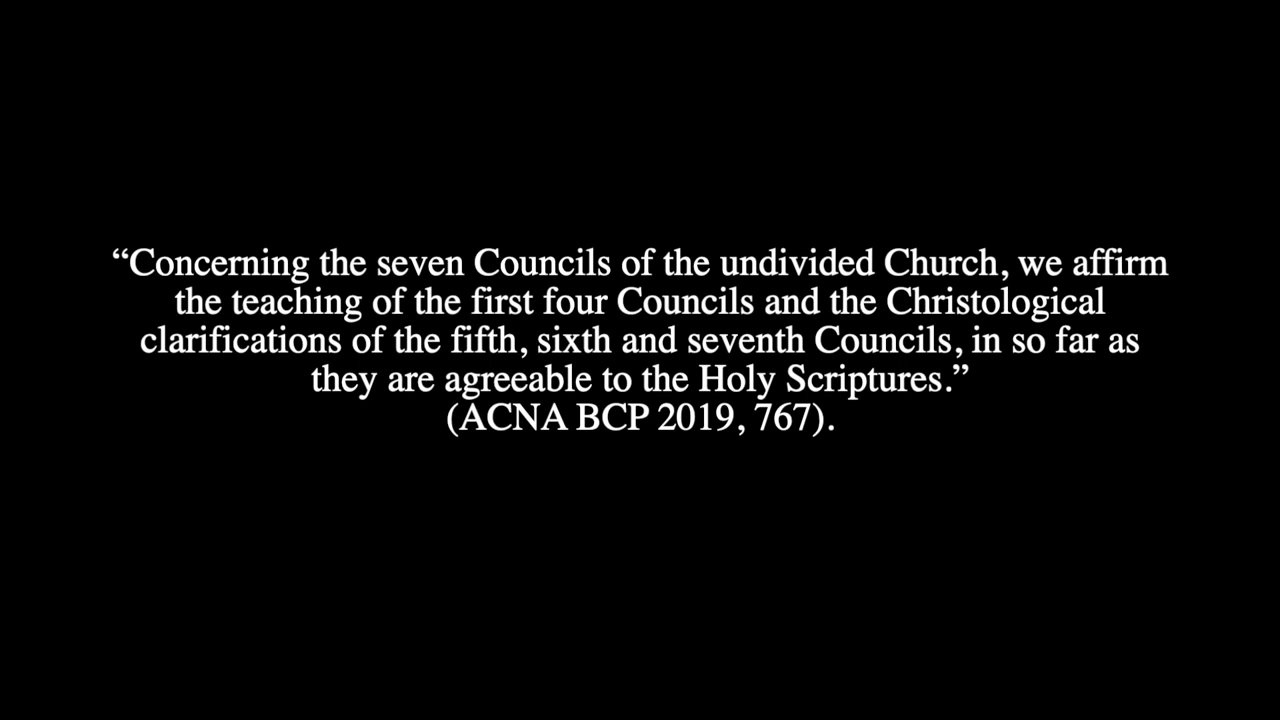 “Concerning the seven Councils of the undivided Church, we affirm
the teaching of the first four Councils and the Christological
clarifications of the fifth, sixth and seventh Councils, in so far as
they are agreeable to the Holy Scriptures.”
(ACNA BCP 2019, 767).